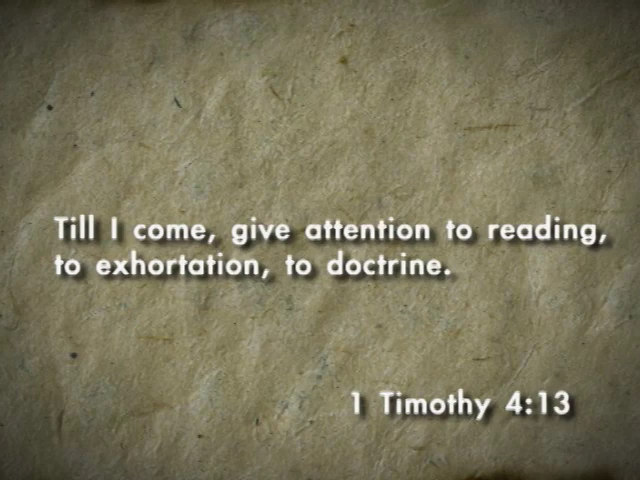 Till I come, give attention to reading,
to exhortation, to doctrine.
1 Timothy 4:13